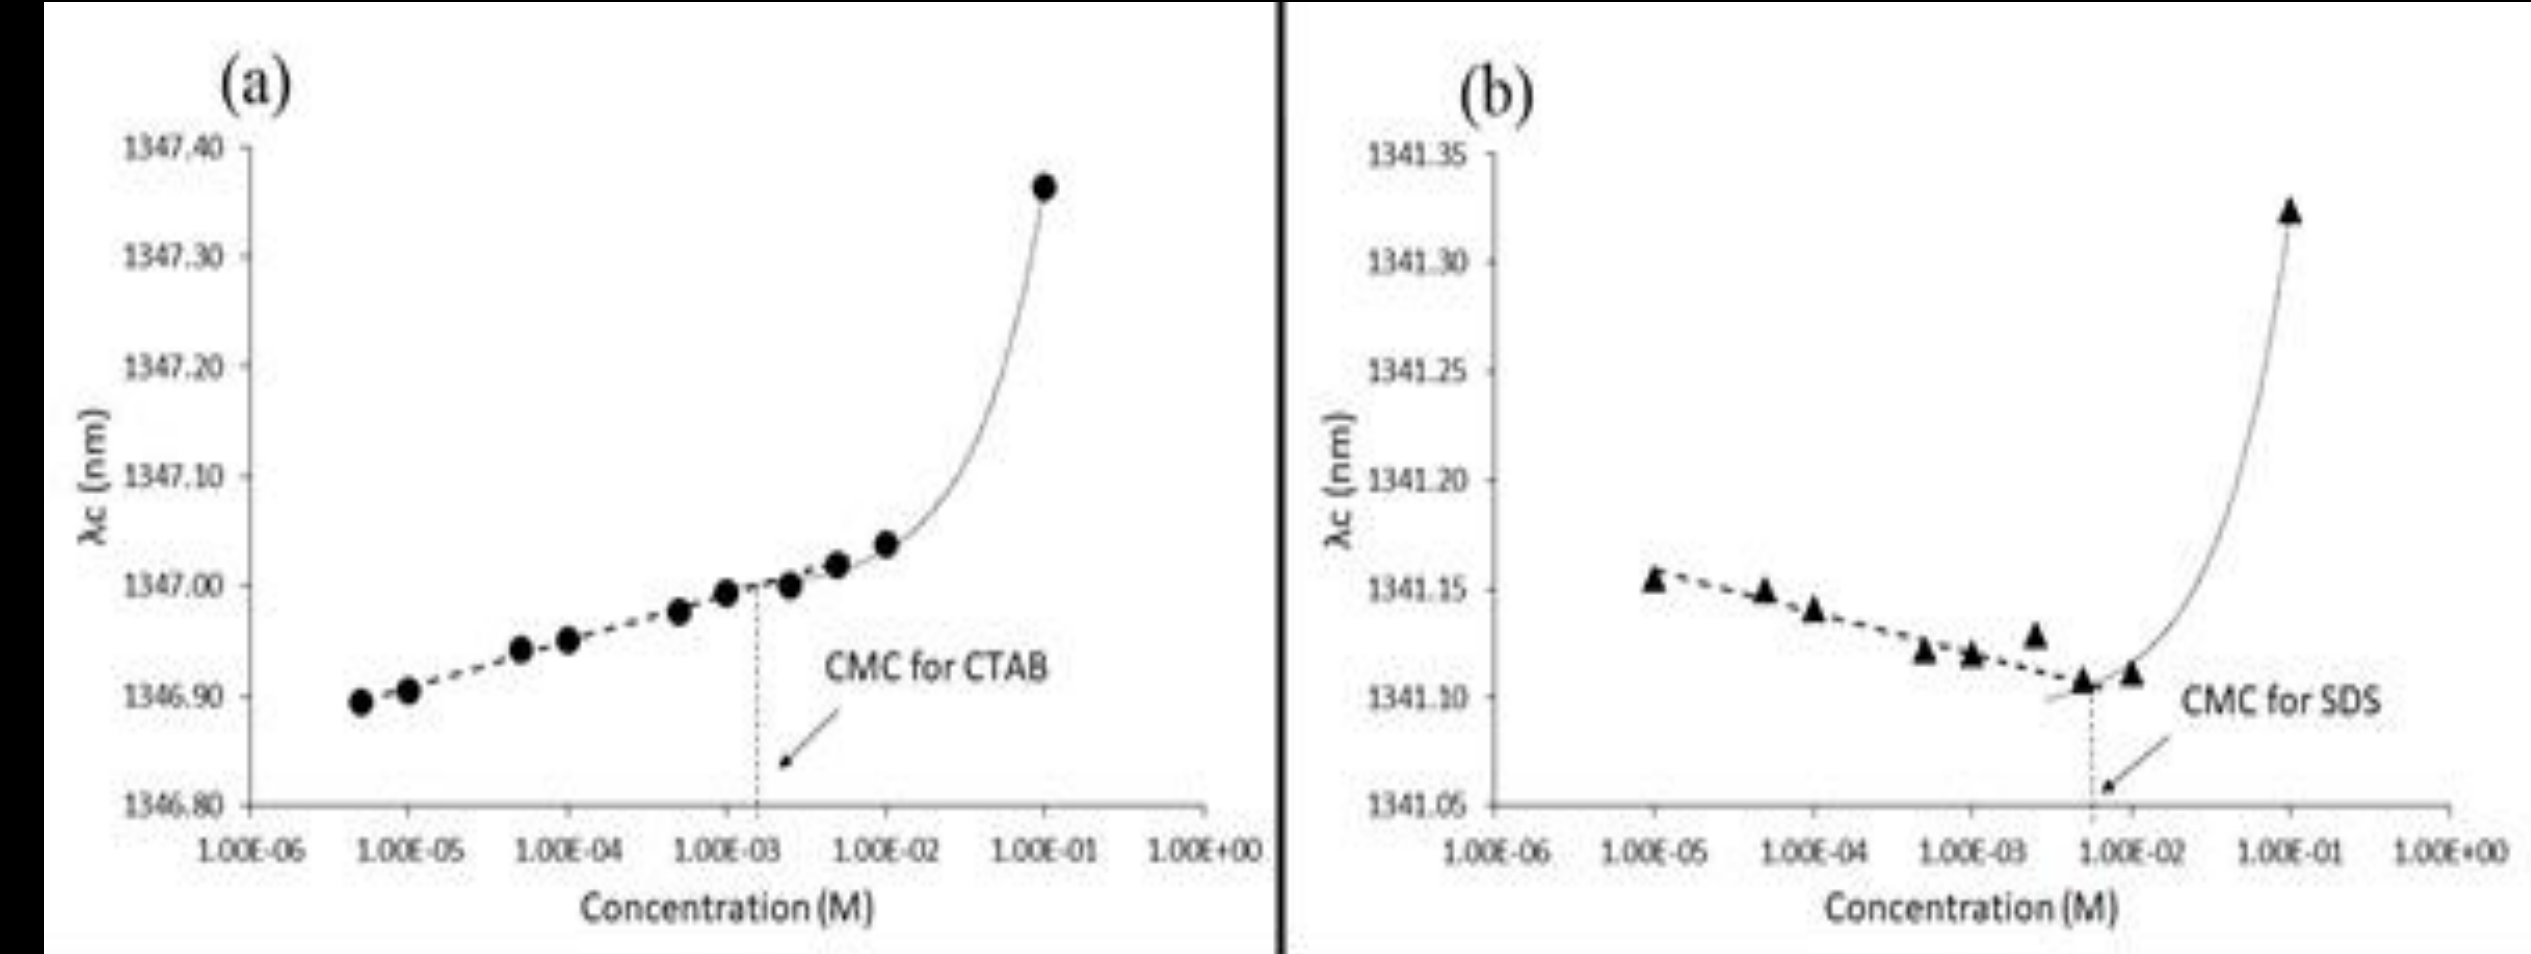 (a)
1347.40
1347.30
1347.20
1347.10
1347.00
1346.90
1346.80
λc (nm)
CMC for CTAB
1.00E-06 1.00E-05 1.00E-04 1.00E-03 1.00E-02 1.00E-01 1.00E+00
Concentration (M)
(b)
1341.35
1341.30
1341.25
1341.20
1341.15
1341.10
1341.05
λc (nm)
CMC for SDS
1.00E-06 1.00E-05 1.00E-04 1.00E-03 1.00E-02 1.00E-01 1.00E+00
Concentration (M)